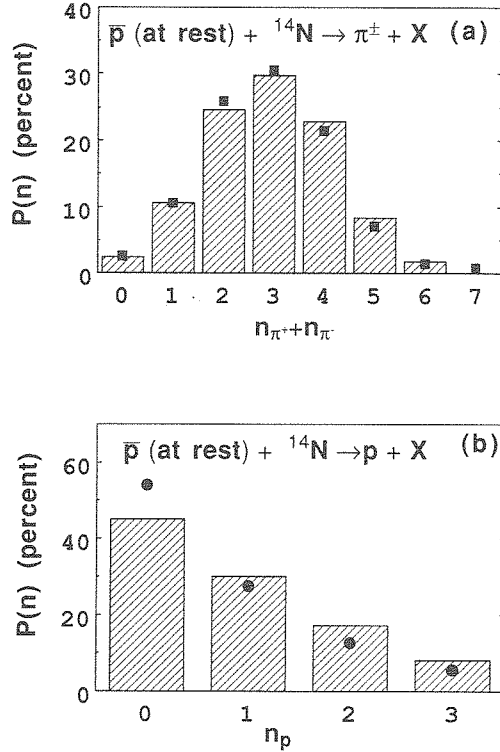 p̅ (at rest) + ¹⁴N → π± + X (a)
P(n) (percent)
40
30
20
10
0
0 1 2 3 4 5 6 7
nπ⁺+nπ⁻
p̅ (at rest) + ¹⁴N →p + X (b)
P(n) (percent)
60
40
20
0
0 1 2 3
nₚ